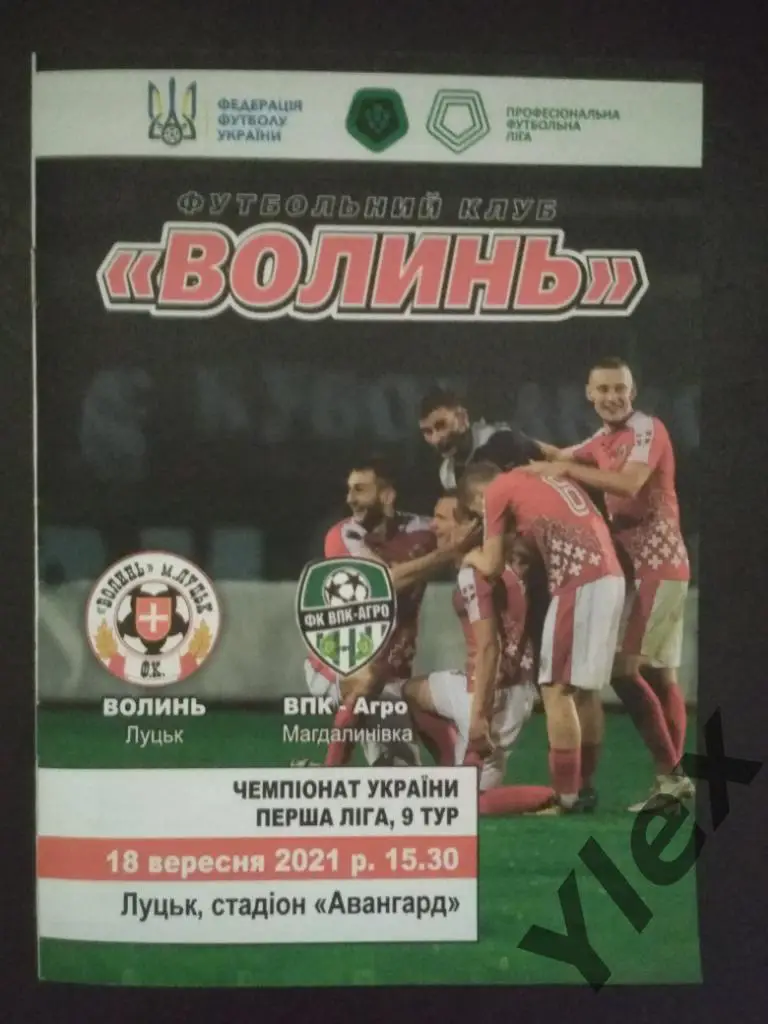 ФЕДЕРАЦІЯ
ФУТБОЛУ
УКРАЇНИ
ПРОФЕСІОНАЛЬНА
ФУТБОЛЬНА
ЛІГА
ФУТБОЛЬНИЙ КЛУБ
«ВОЛИНЬ»
"ВОЛИНЬ" М.ЛУЦЬК
Ф.К.
ФК ВПК-АГРО
ВОЛИНЬ
Луцьк
ВПК - Агро
Магдалинівка
ЧЕМПІОНАТ УКРАЇНИ
ПЕРША ЛІГА, 9 ТУР
18 вересня 2021 р. 15.30
Луцьк, стадіон «Авангард»
Ylex